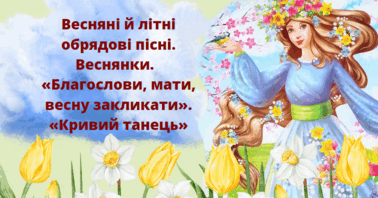 Весняні й літні
обрядові пісні.
Веснянки.
«Благослови, мати,
весну закликати».
«Кривий танець»